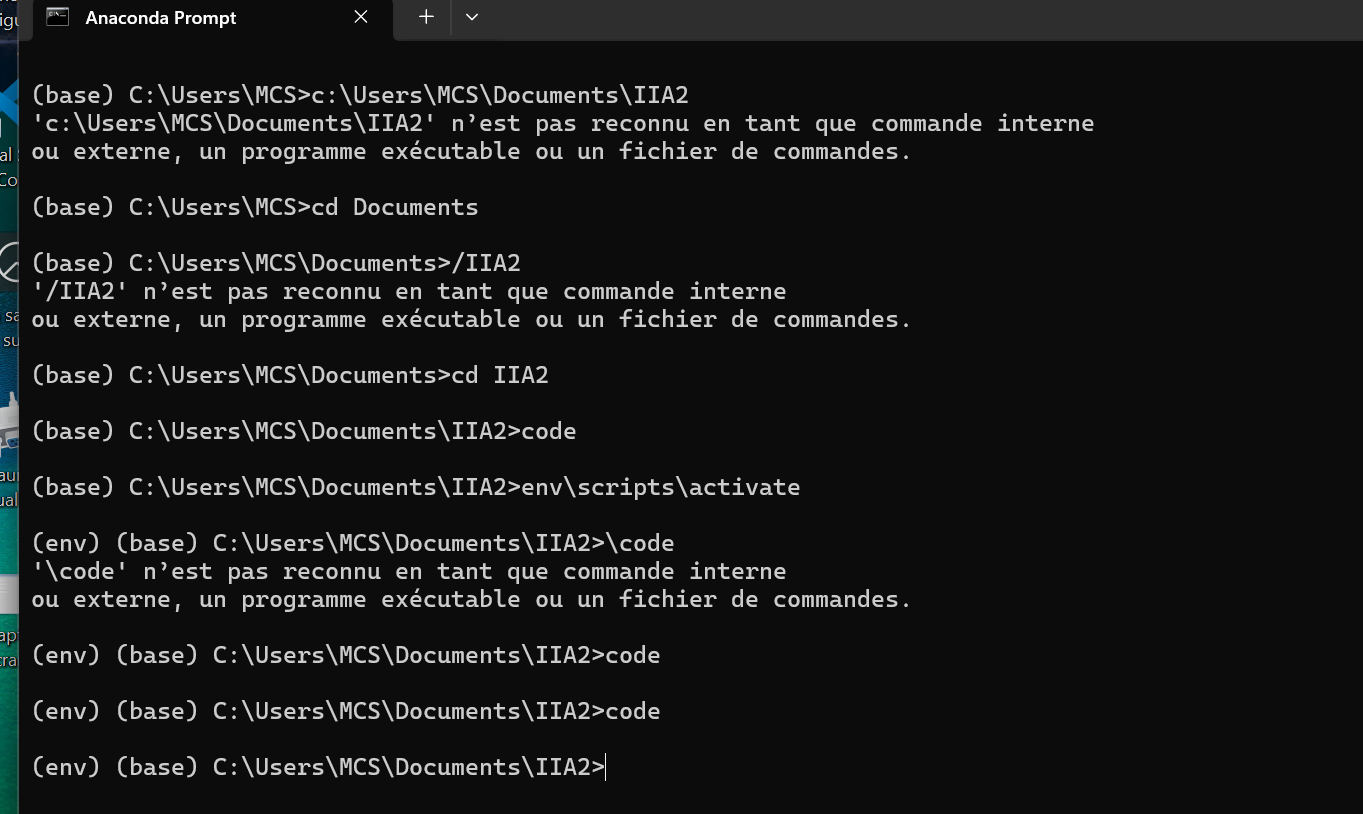 Anaconda Prompt
(base) C:\Users\MCS>c:\Users\MCS\Documents\IIA2
'c:\Users\MCS\Documents\IIA2' n’est pas reconnu en tant que commande interne
ou externe, un programme exécutable ou un fichier de commandes.
(base) C:\Users\MCS>cd Documents
(base) C:\Users\MCS\Documents>/IIA2
'/IIA2' n’est pas reconnu en tant que commande interne
ou externe, un programme exécutable ou un fichier de commandes.
(base) C:\Users\MCS\Documents>cd IIA2
(base) C:\Users\MCS\Documents\IIA2>code
(base) C:\Users\MCS\Documents\IIA2>env\scripts\activate
(env) (base) C:\Users\MCS\Documents\IIA2>\code
'\code' n’est pas reconnu en tant que commande interne
ou externe, un programme exécutable ou un fichier de commandes.
(env) (base) C:\Users\MCS\Documents\IIA2>code
(env) (base) C:\Users\MCS\Documents\IIA2>code
(env) (base) C:\Users\MCS\Documents\IIA2>